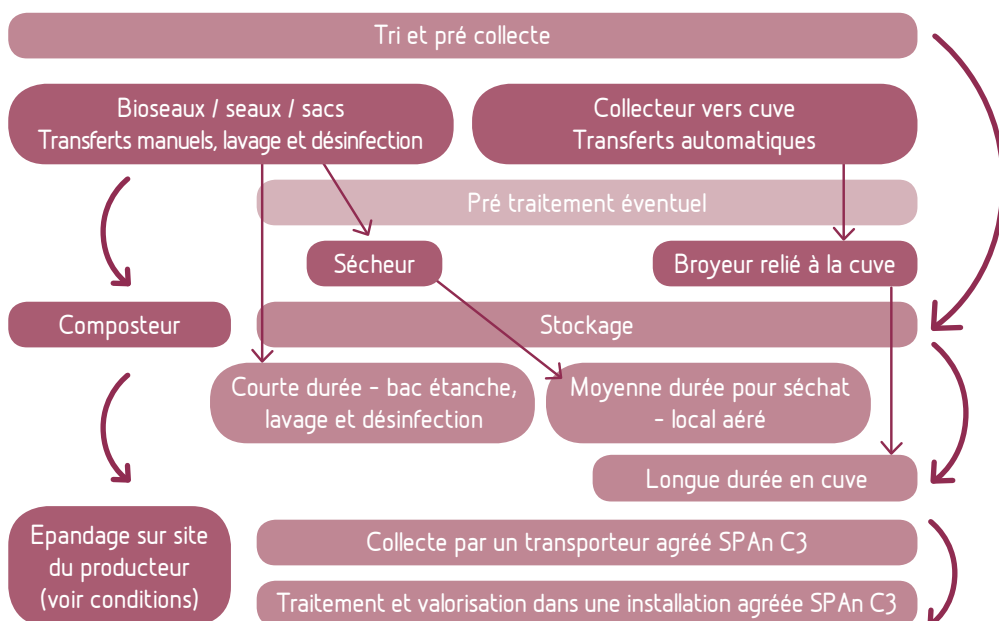 Tri et pré collecte
Bioseaux / seaux / sacs
Transferts manuels, lavage et désinfection
Collecteur vers cuve
Transferts automatiques
Pré traitement éventuel
Sécheur
Broyeur relié à la cuve
Composteur
Stockage
Courte durée - bac étanche,
lavage et désinfection
Moyenne durée pour séchat
- local aéré
Longue durée en cuve
Epandage sur site
du producteur
(voir conditions)
Collecte par un transporteur agréé SPAn C3
Traitement et valorisation dans une installation agréée SPAn C3